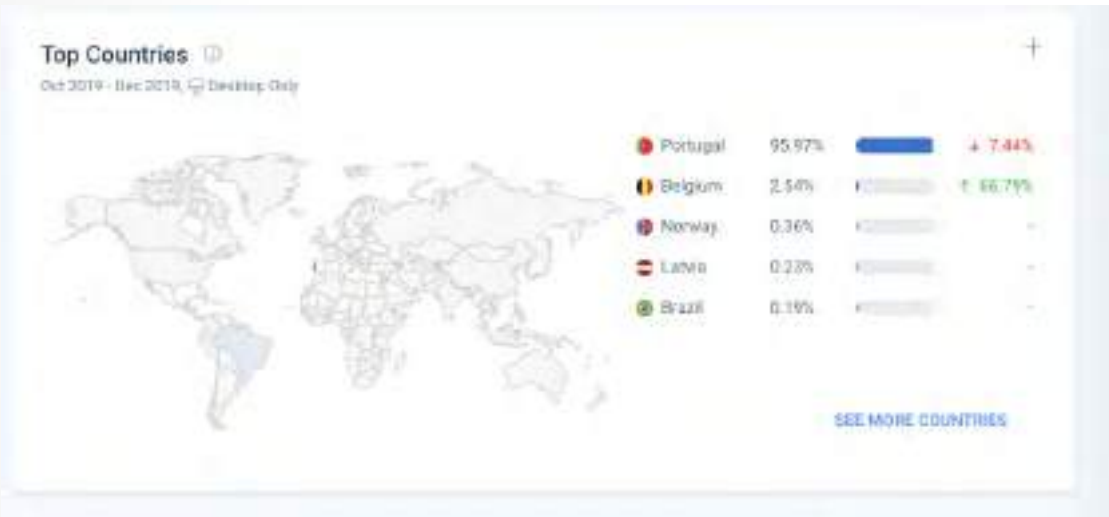 Top Countries
Oct 2019 - Dec 2019, Desktop Only
Portugal 95.97% 7.44%
Belgium 2.54% 66.79%
Norway 0.36% -
Latvia 0.23% -
Brazil 0.19% -
SEE MORE COUNTRIES